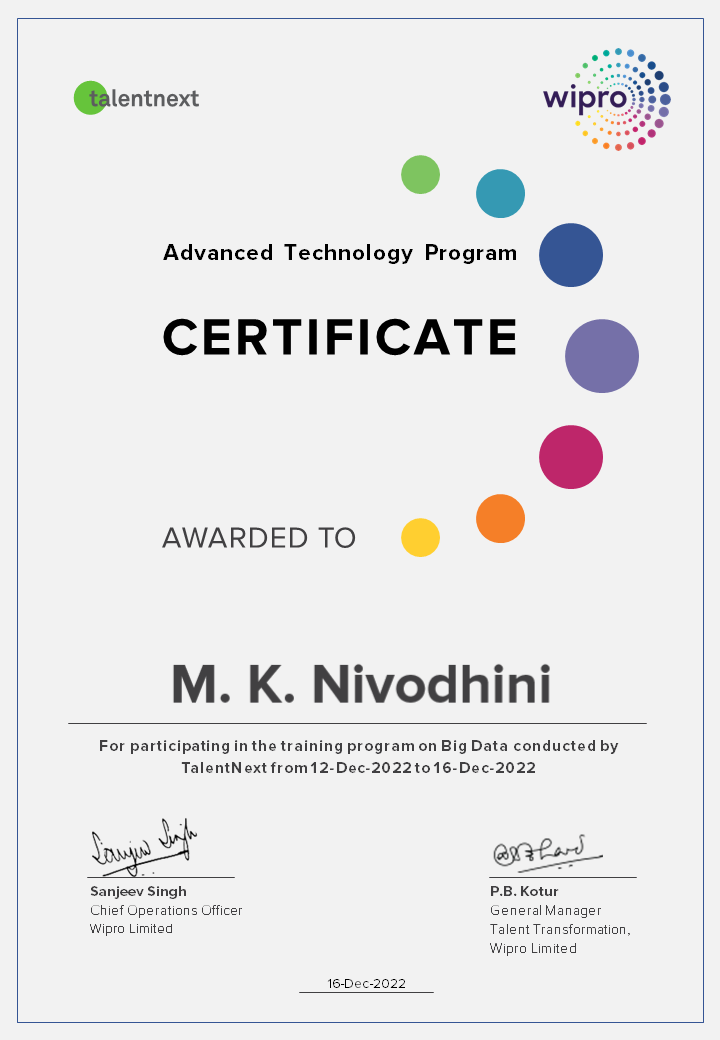 talentnext
wipro
Advanced Technology Program
CERTIFICATE
AWARDED TO
M. K. Nivodhini
For participating in the training program on Big Data conducted by
TalentNext from 12-Dec-2022 to 16-Dec-2022
Sanjeev Singh
Sanjeev Singh
Chief Operations Officer
Wipro Limited
P.B. Kotur
General Manager
Talent Transformation,
Wipro Limited
16-Dec-2022